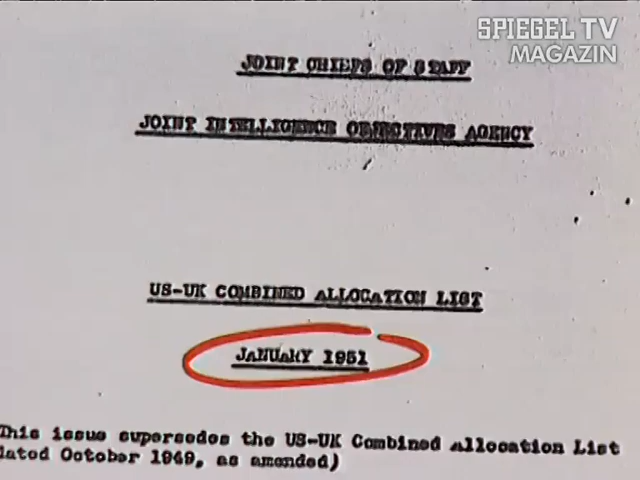 SPIEGEL TV
MAGAZIN
JOINT CHIEFS OF STAFF
JOINT INTELLIGENCE OBJECTIVES AGENCY
US-UK COMBINED ALLOCATION LIST
JANUARY 1951
This issue supersedes the US-UK Combined Allocation List
dated October 1949, as amended)